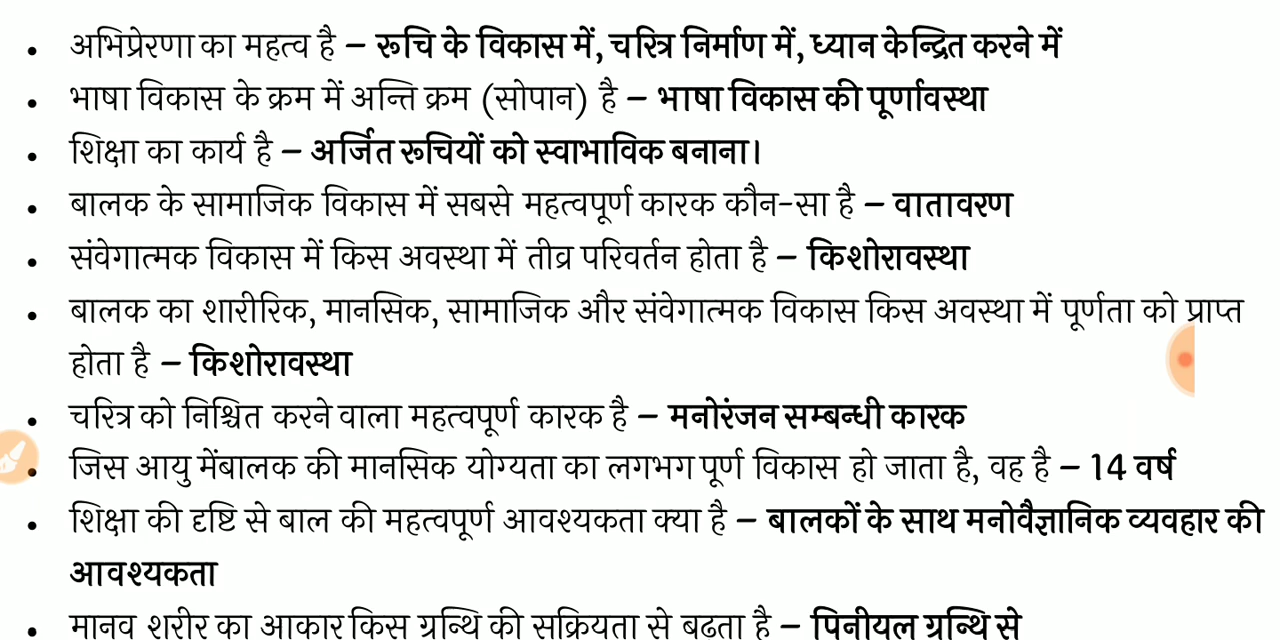 • अभिप्रेरणा का महत्व है – रूचि के विकास में, चरित्र निर्माण में, ध्यान केन्द्रित करने में
• भाषा विकास के क्रम में अन्ति क्रम (सोपान) है – भाषा विकास की पूर्णावस्था
• शिक्षा का कार्य है – अर्जित रूचियों को स्वाभाविक बनाना।
• बालक के सामाजिक विकास में सबसे महत्वपूर्ण कारक कौन-सा है – वातावरण
• संवेगात्मक विकास में किस अवस्था में तीव्र परिवर्तन होता है – किशोरावस्था
• बालक का शारीरिक, मानसिक, सामाजिक और संवेगात्मक विकास किस अवस्था में पूर्णता को प्राप्त
होता है – किशोरावस्था
• चरित्र को निश्चित करने वाला महत्वपूर्ण कारक है – मनोरंजन सम्बन्धी कारक
• जिस आयु मेंबालक की मानसिक योग्यता का लगभग पूर्ण विकास हो जाता है, वह है – 14 वर्ष
• शिक्षा की दृष्टि से बाल की महत्वपूर्ण आवश्यकता क्या है – बालकों के साथ मनोवैज्ञानिक व्यवहार की
आवश्यकता
• मानव शरीर का आकार किस ग्रन्थि की सक्रियता से बढता है – पिनीयल ग्रन्थि से